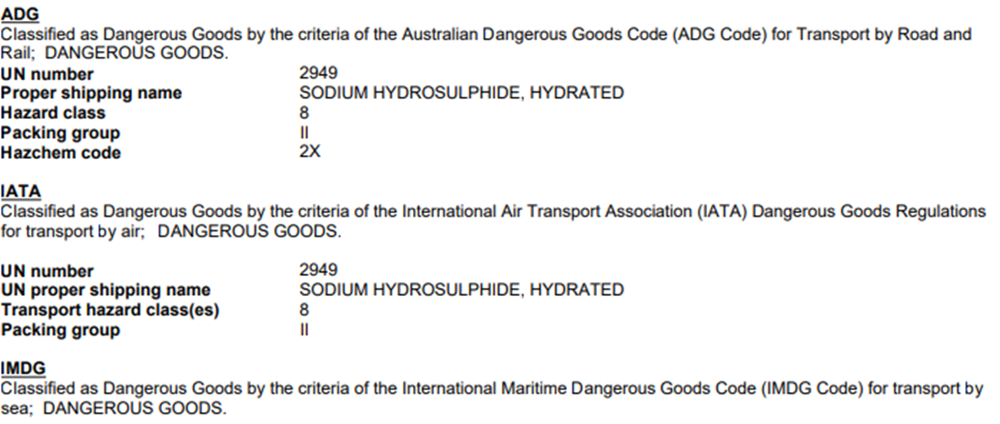 ADG
Classified as Dangerous Goods by the criteria of the Australian Dangerous Goods Code (ADG Code) for Transport by Road and
Rail; DANGEROUS GOODS.
UN number 2949
Proper shipping name SODIUM HYDROSULPHIDE, HYDRATED
Hazard class 8
Packing group II
Hazchem code 2X
IATA
Classified as Dangerous Goods by the criteria of the International Air Transport Association (IATA) Dangerous Goods Regulations
for transport by air; DANGEROUS GOODS.
UN number 2949
UN proper shipping name SODIUM HYDROSULPHIDE, HYDRATED
Transport hazard class(es) 8
Packing group II
IMDG
Classified as Dangerous Goods by the criteria of the International Maritime Dangerous Goods Code (IMDG Code) for transport by
sea; DANGEROUS GOODS.